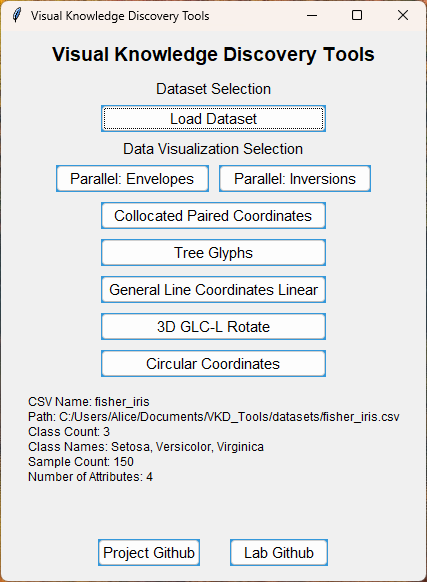 Visual Knowledge Discovery Tools
Visual Knowledge Discovery Tools
Dataset Selection
Load Dataset
Data Visualization Selection
Parallel: Envelopes Parallel: Inversions
Collocated Paired Coordinates
Tree Glyphs
General Line Coordinates Linear
3D GLC-L Rotate
Circular Coordinates
CSV Name: fisher_iris
Path: C:/Users/Alice/Documents/VKD_Tools/datasets/fisher_iris.csv
Class Count: 3
Class Names: Setosa, Versicolor, Virginica
Sample Count: 150
Number of Attributes: 4
Project Github Lab Github